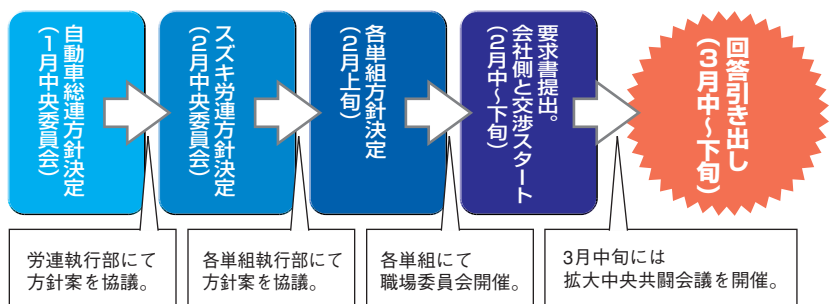 自動車総連方針決定
(1月中央委員会)
スズキ労連方針決定
(2月中央委員会)
各単組方針決定
(2月上旬)
要求書提出。
会社側と交渉スタート
(2月中～下旬)
回答引き出し
(3月中～下旬)
労連執行部にて
方針案を協議。
各単組執行部にて
方針案を協議。
各単組にて
職場委員会開催。
3月中旬には
拡大中央共闘会議を開催。